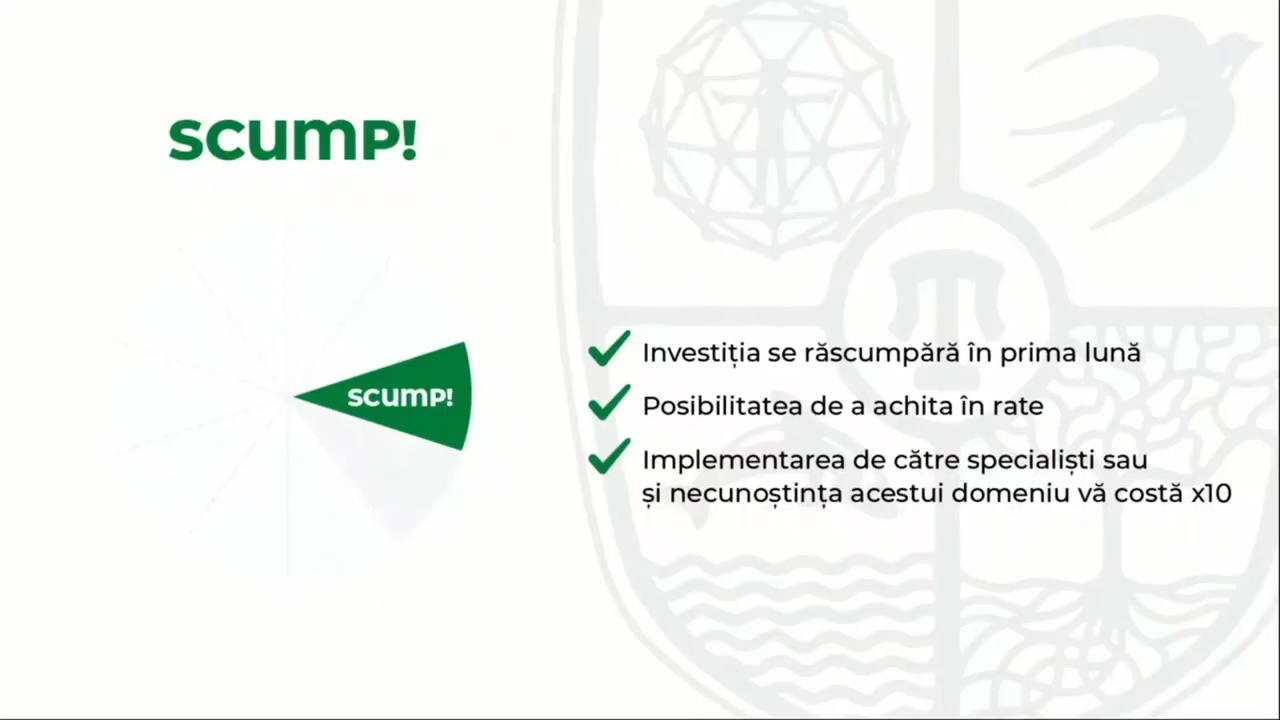 SCUMP!
SCUMP!
Investiția se răscumpără în prima lună
Posibilitatea de a achita în rate
Implementarea de către specialiști sau
și necunoștința acestui domeniu vă costă x10